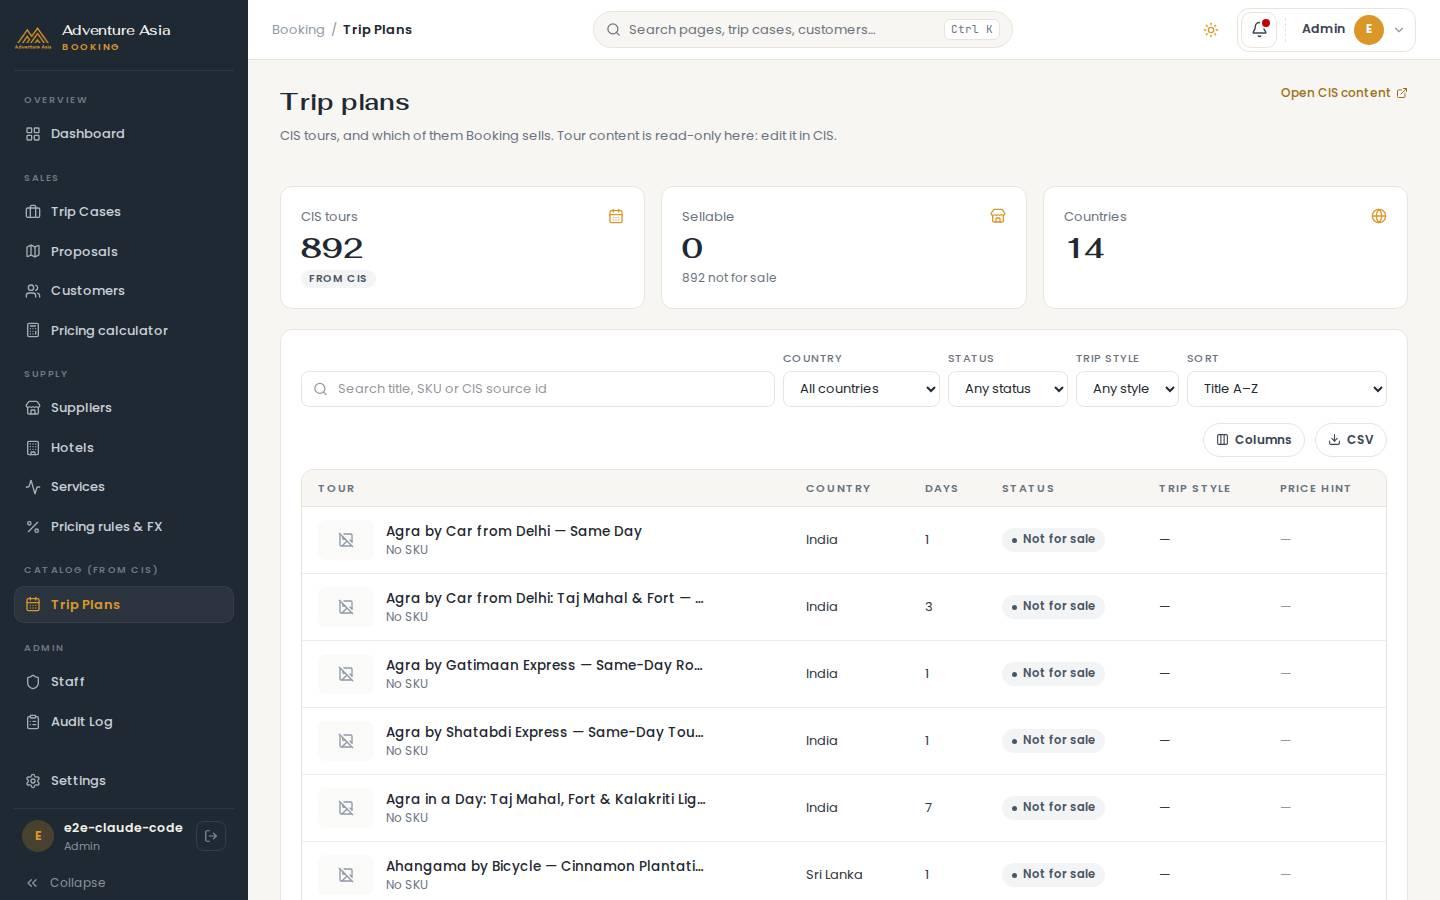 Adventure Asia
Adventure Asia
BOOKING
OVERVIEW
Dashboard
SALES
Trip Cases
Proposals
Customers
Pricing calculator
SUPPLY
Suppliers
Hotels
Services
Pricing rules & FX
CATALOG (FROM CIS)
Trip Plans
ADMIN
Staff
Audit Log
Settings
E
e2e-claude-code
Admin
Collapse
Booking / Trip Plans
Search pages, trip cases, customers…
Ctrl K
Admin
E
Trip plans
Open CIS content
CIS tours, and which of them Booking sells. Tour content is read-only here: edit it in CIS.
CIS tours
892
FROM CIS
Sellable
0
892 not for sale
Countries
14
COUNTRY
STATUS
TRIP STYLE
SORT
Search title, SKU or CIS source id
All countries
Any status
Any style
Title A–Z
Columns
CSV
TOUR COUNTRY DAYS STATUS TRIP STYLE PRICE HINT
Agra by Car from Delhi — Same Day
No SKU
India 1 Not for sale — —
Agra by Car from Delhi: Taj Mahal & Fort — …
No SKU
India 3 Not for sale — —
Agra by Gatimaan Express — Same-Day Ro…
No SKU
India 1 Not for sale — —
Agra by Shatabdi Express — Same-Day Tou…
No SKU
India 1 Not for sale — —
Agra in a Day: Taj Mahal, Fort & Kalakriti Lig…
No SKU
India 7 Not for sale — —
Ahangama by Bicycle — Cinnamon Plantati…
No SKU
Sri Lanka 1 Not for sale — —